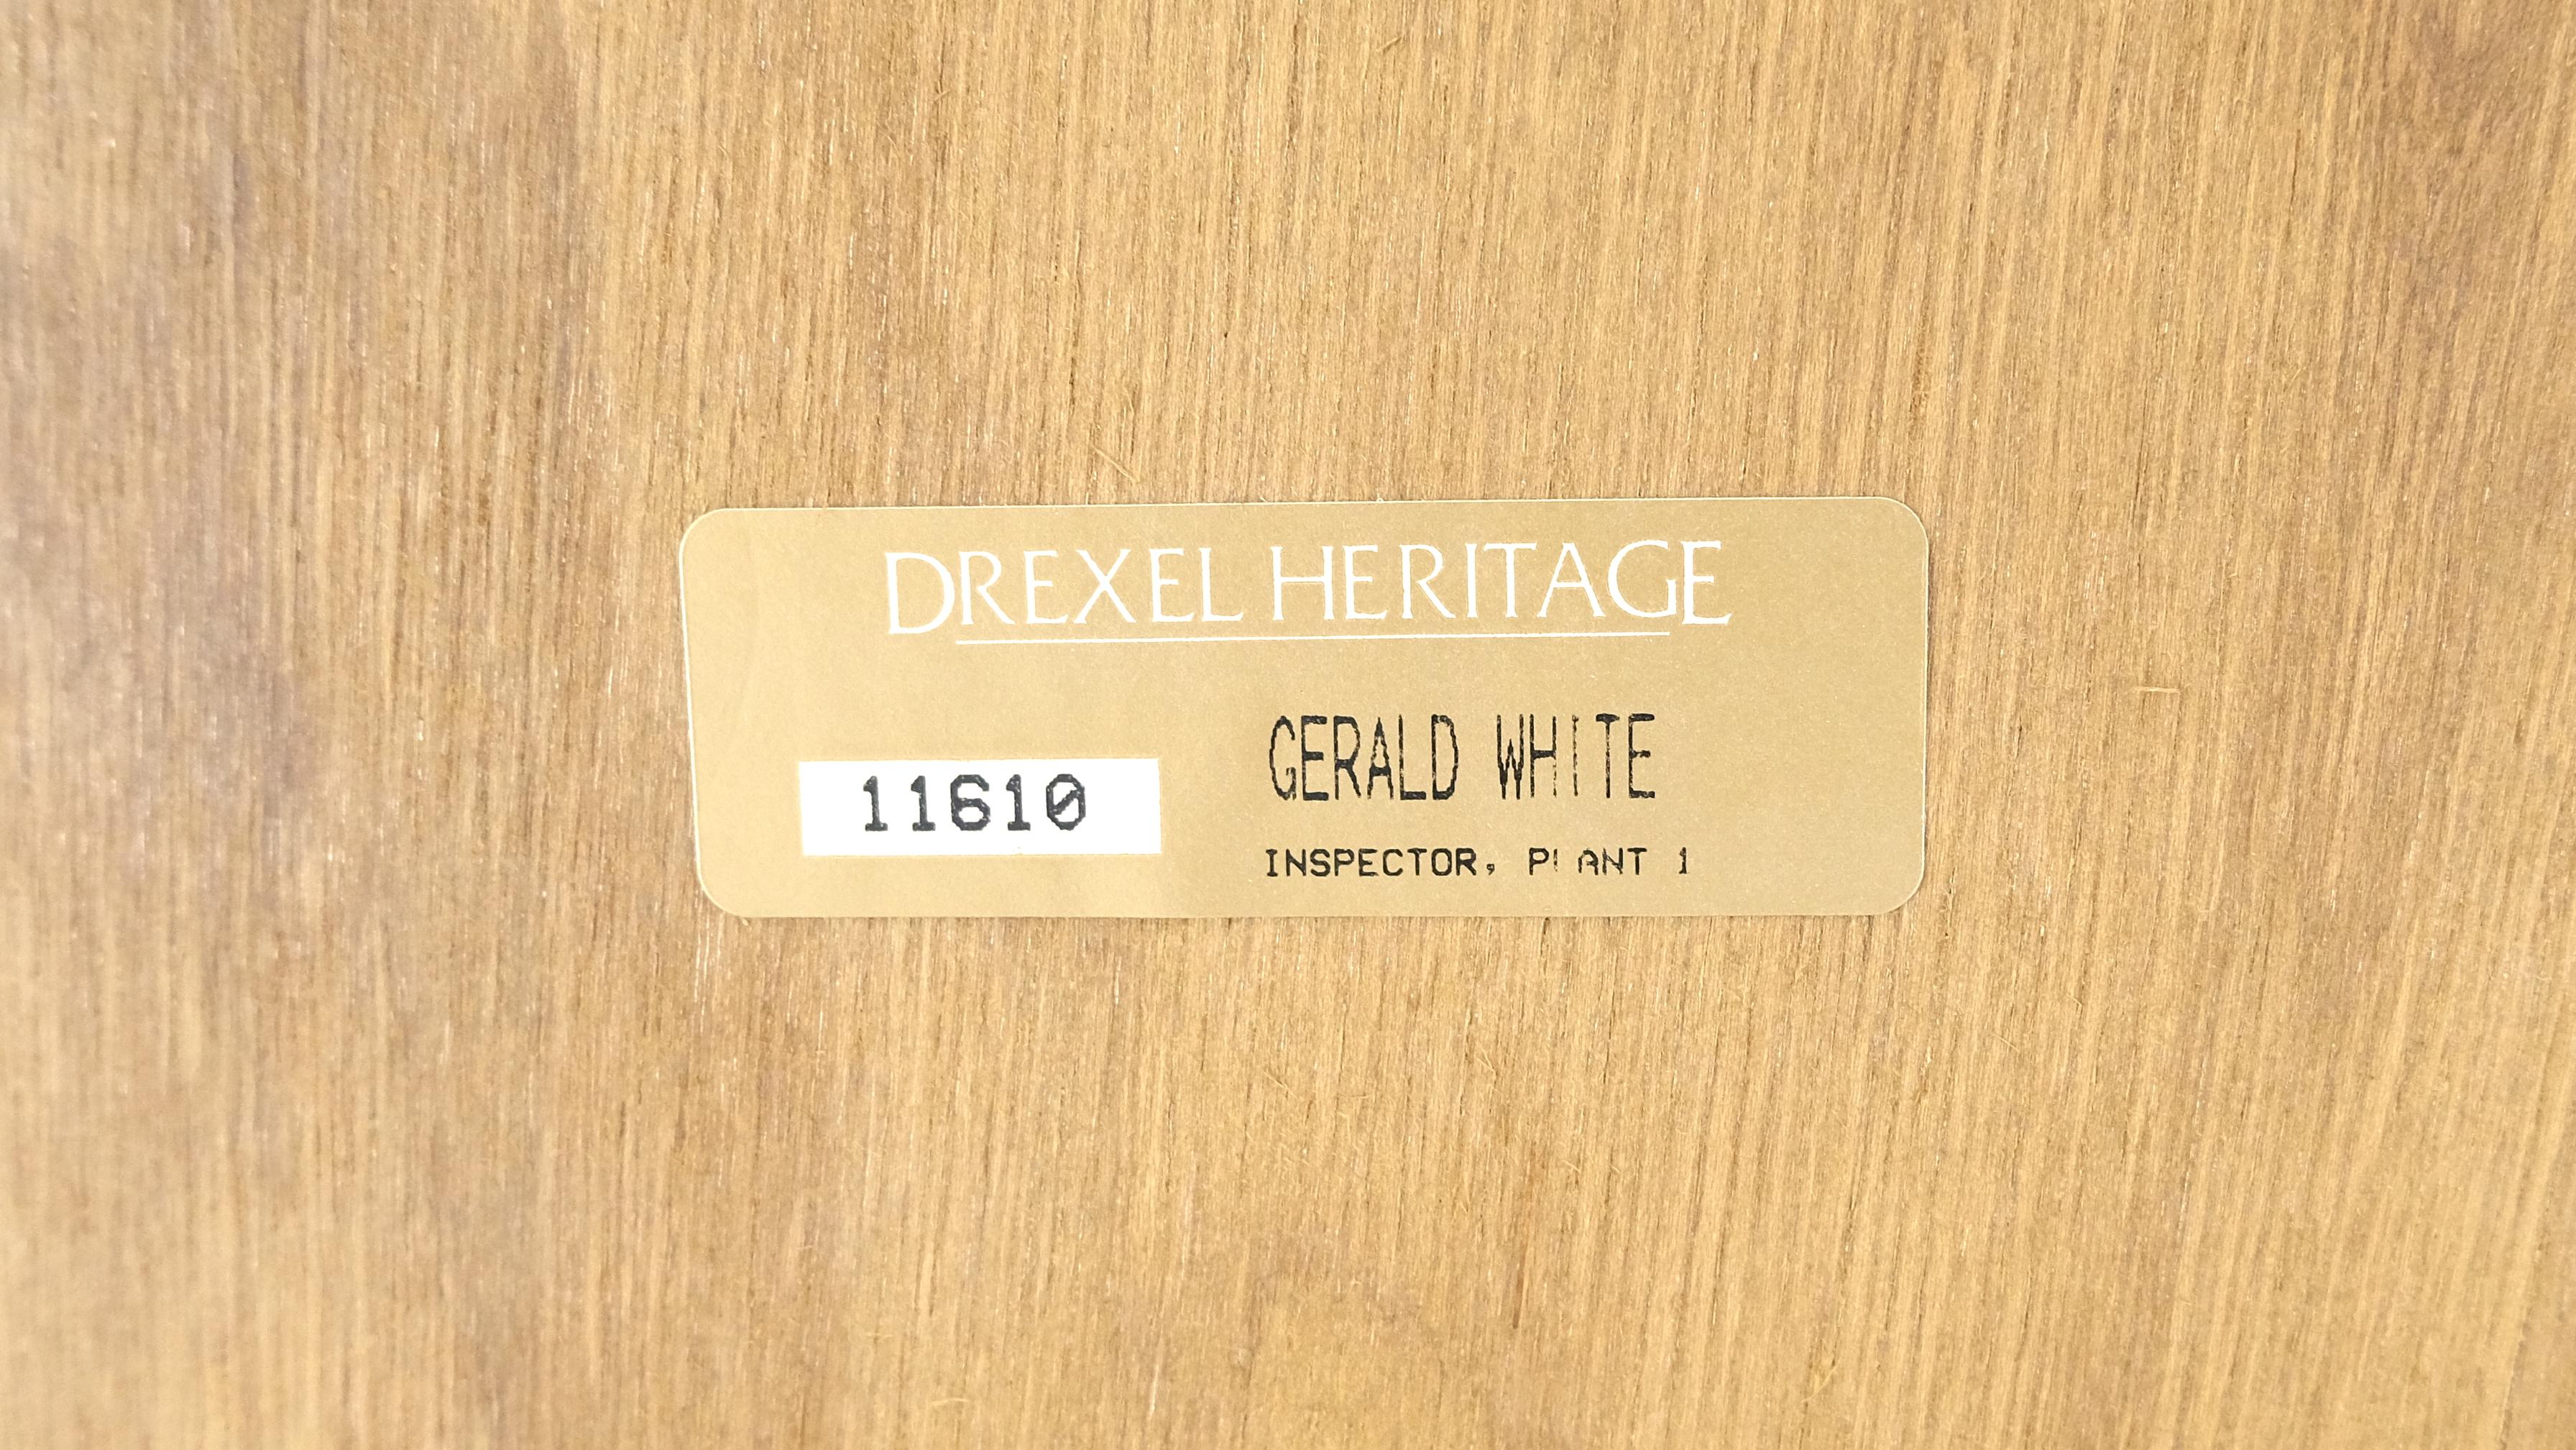 DREXEL HERITAGE
GERALD WHITE
11610
INSPECTOR, PLANT 1